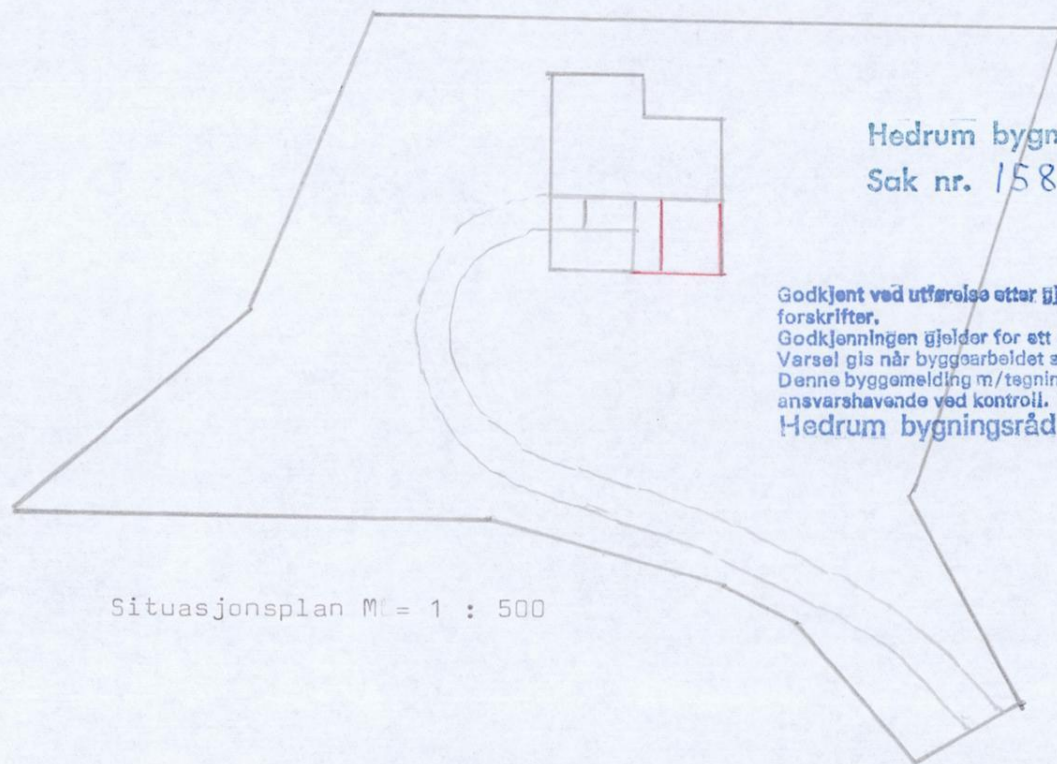 Hedrum bygn
Sak nr. 158
Godkjent ved utførelse etter gj
forskrifter.
Godkjenningen gjelder for ett
Varsel gis når byggearbeidet s
Denne byggemelding m/tegnin
ansvarshavende ved kontroll.
Hedrum bygningsråd
Situasjonsplan M = 1 : 500